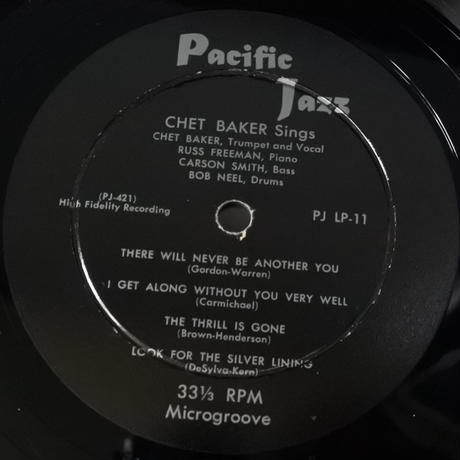 Pacific
Jazz
CHET BAKER Sings
CHET BAKER, Trumpet and Vocal
RUSS FREEMAN, Piano
CARSON SMITH, Bass
BOB NEEL, Drums
(PJ-421)
High Fidelity Recording
PJ LP-11
THERE WILL NEVER BE ANOTHER YOU
(Gordon-Warren)
I GET ALONG WITHOUT YOU VERY WELL
(Carmichael)
THE THRILL IS GONE
(Brown-Henderson)
LOOK FOR THE SILVER LINING
(DeSylva-Kern)
33⅓ RPM
Microgroove